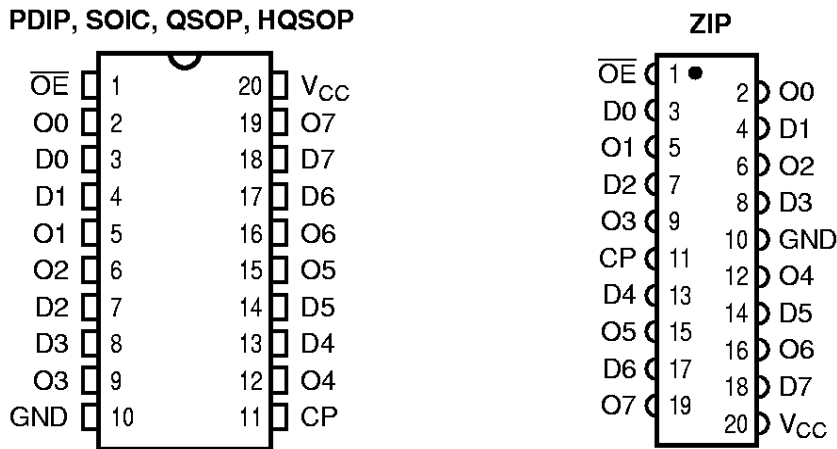 PDIP, SOIC, QSOP, HQSOP
O̅E̅ 1 20 VCC
O0 2 19 O7
D0 3 18 D7
D1 4 17 D6
O1 5 16 O6
O2 6 15 O5
D2 7 14 D5
D3 8 13 D4
O3 9 12 O4
GND 10 11 CP
ZIP
O̅E̅ 1
2 O0
D0 3
4 D1
O1 5
6 O2
D2 7
8 D3
O3 9
10 GND
CP 11
12 O4
D4 13
14 D5
O5 15
16 O6
D6 17
18 D7
O7 19
20 VCC